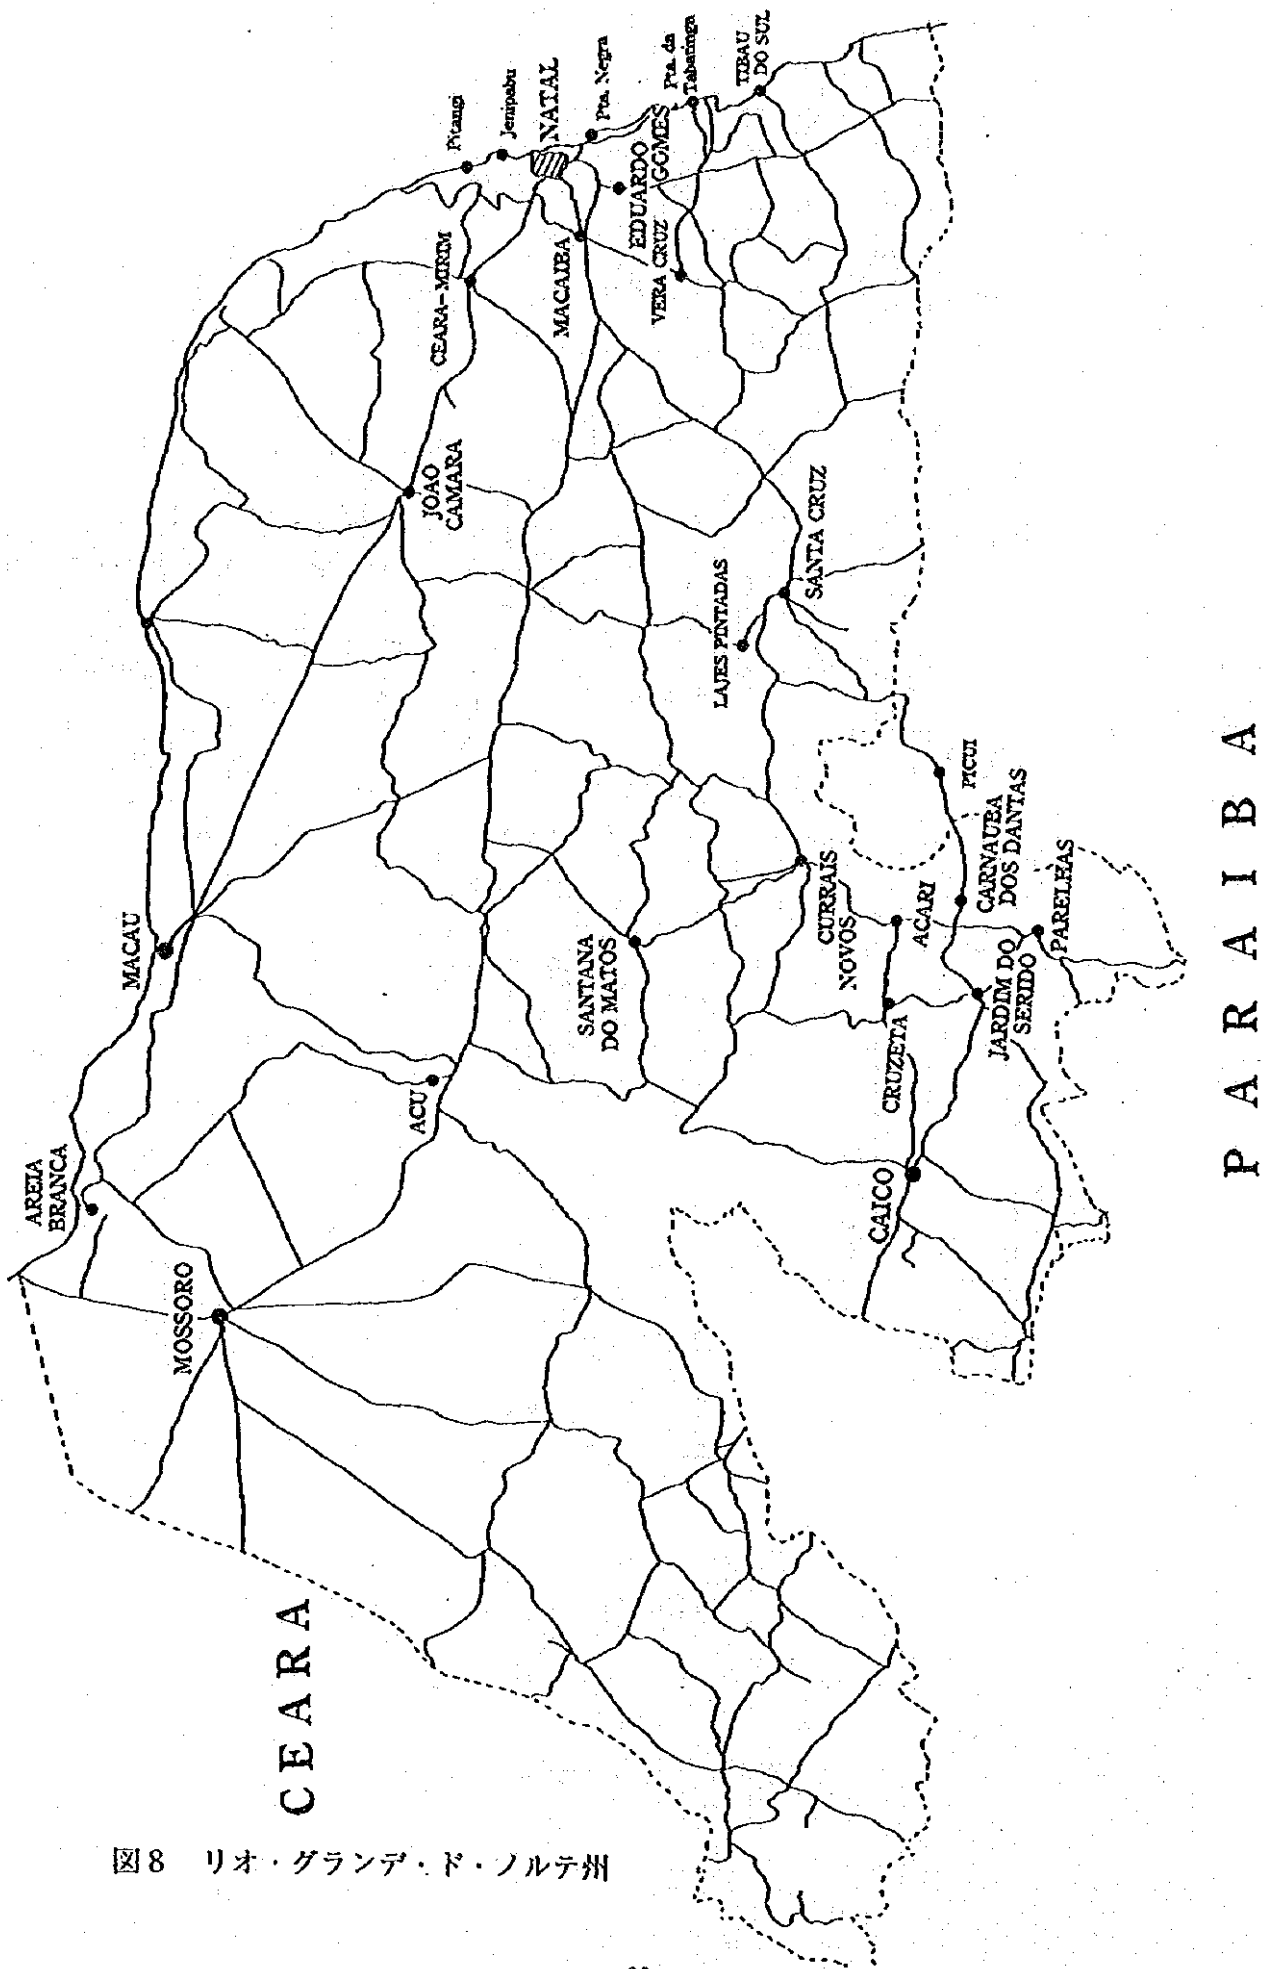 AREIA
BRANCA
MACAU
MOSSORO
ACU
JOAO
CAMARA
CEARA-MIRIM
Pitangi
Jenipabu
NATAL
Pta. Negra
MACAIBA
EDUARDO
GOMES
VERA CRUZ
Pta. da
Tabatinga
TIBAU
DO SUL
SANTANA
DO MATOS
LAJES PINTADAS
SANTA CRUZ
CURRAIS
NOVOS
CAICO
CRUZETA
ACARI
PICUI
CARNAUBA
DOS DANTAS
JARDIM DO
SERIDO
PARELHAS
CEARA
PARAIBA
図8 リオ・グランデ・ド・ノルテ州